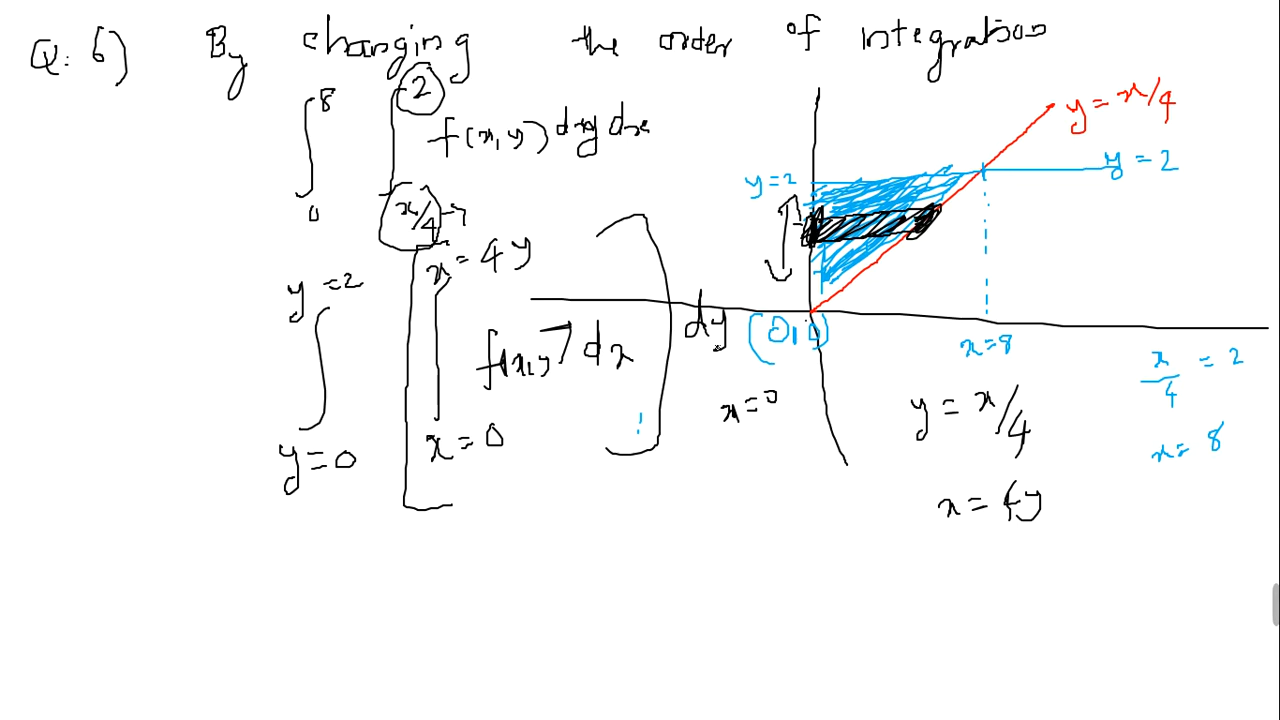 Q. 6) By changing the order of integration
∫ 0 8 ∫ x/4 2 f(x, y) dy dx
y = x/4
y = 2
y = 2
x = 4y
y = 2
∫ [ ∫ f(x, y) dx ] dy
(0,0)
x = 8
x/4 = 2
x = 0
y = x/4
x = 8
y = 0
x = 0
x = 4y